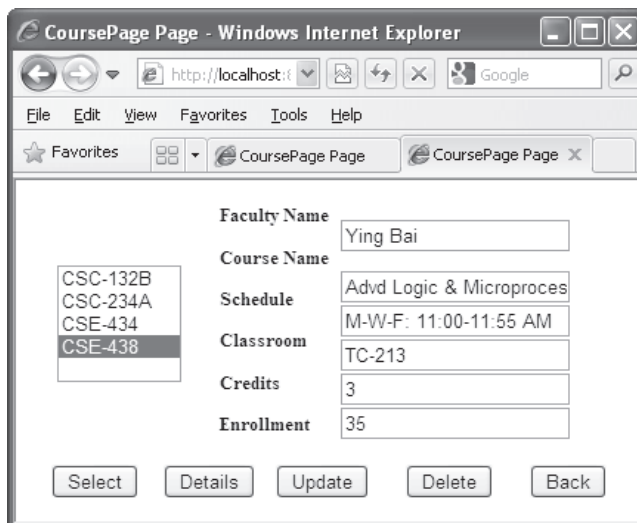 CoursePage Page - Windows Internet Explorer
http://localhost:
Google
File Edit View Favorites Tools Help
Favorites
CoursePage Page
CoursePage Page
Faculty Name
Ying Bai
Course Name
Advd Logic & Microproces
Schedule
M-W-F: 11:00-11:55 AM
Classroom
TC-213
Credits
3
Enrollment
35
CSC-132B
CSC-234A
CSE-434
CSE-438
Select Details Update Delete Back